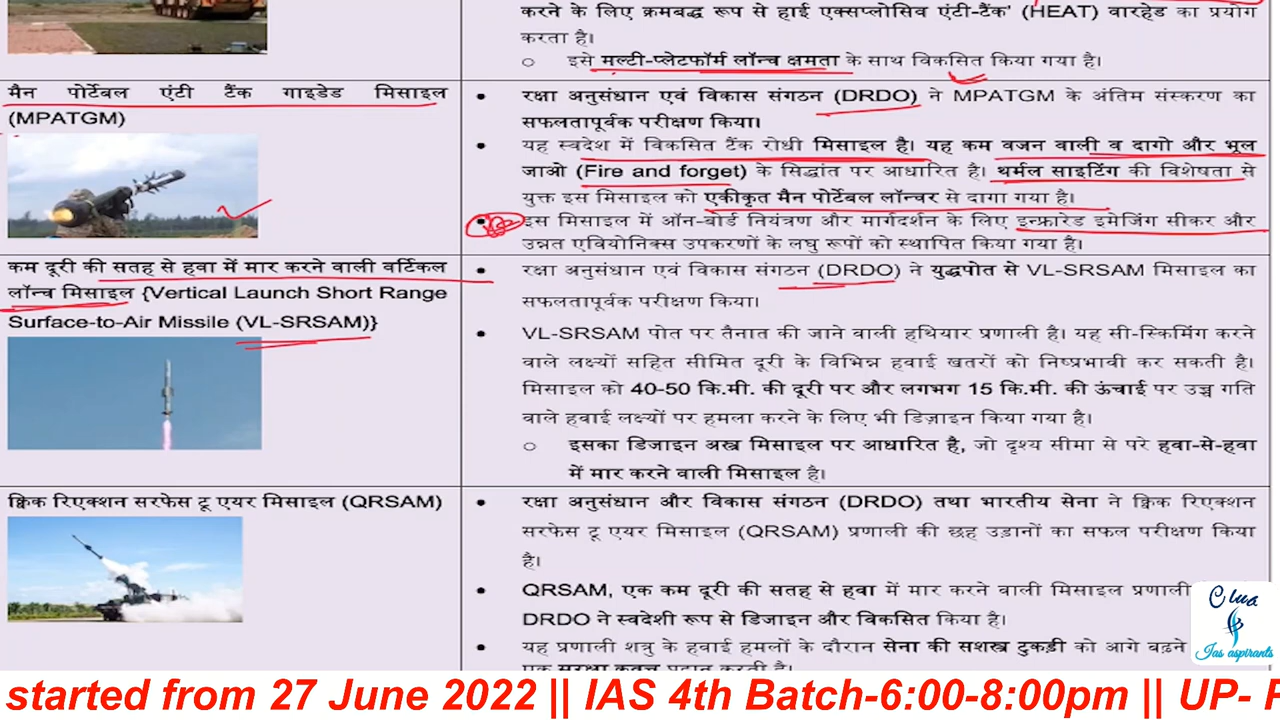 करने के लिए क्रमबद्ध रूप से हाई एक्सप्लोसिव एंटी-टैंक' (HEAT) वारहेड का प्रयोग
करता है।
○ इसे मल्टी-प्लेटफॉर्म लॉन्च क्षमता के साथ विकसित किया गया है।
मैन पोर्टेबल एंटी टैंक गाइडेड मिसाइल
(MPATGM)
• रक्षा अनुसंधान एवं विकास संगठन (DRDO) ने MPATGM के अंतिम संस्करण का
सफलतापूर्वक परीक्षण किया।
• यह स्वदेश में विकसित टैंक रोधी मिसाइल है। यह कम वजन वाली व दागो और भूल
जाओ (Fire and forget) के सिद्धांत पर आधारित है। थर्मल साइटिंग की विशेषता से
युक्त इस मिसाइल को एकीकृत मैन पोर्टेबल लॉन्चर से दागा गया है।
इस मिसाइल में ऑन-बोर्ड नियंत्रण और मार्गदर्शन के लिए इन्फ्रारेड इमेजिंग सीकर और
उन्नत एवियोनिक्स उपकरणों के लघु रूपों को स्थापित किया गया है।
कम दूरी की सतह से हवा में मार करने वाली वर्टिकल
लॉन्च मिसाइल {Vertical Launch Short Range
Surface-to-Air Missile (VL-SRSAM)}
• रक्षा अनुसंधान एवं विकास संगठन (DRDO) ने युद्धपोत से VL-SRSAM मिसाइल का
सफलतापूर्वक परीक्षण किया।
• VL-SRSAM पोत पर तैनात की जाने वाली हथियार प्रणाली है। यह सी-स्किमिंग करने
वाले लक्ष्यों सहित सीमित दूरी के विभिन्न हवाई खतरों को निष्प्रभावी कर सकती है।
मिसाइल को 40-50 कि.मी. की दूरी पर और लगभग 15 कि.मी. की ऊंचाई पर उच्च गति
वाले हवाई लक्ष्यों पर हमला करने के लिए भी डिज़ाइन किया गया है।
○ इसका डिजाइन अस्त्र मिसाइल पर आधारित है, जो दृश्य सीमा से परे हवा-से-हवा
में मार करने वाली मिसाइल है।
क्विक रिएक्शन सरफेस टू एयर मिसाइल (QRSAM)
• रक्षा अनुसंधान और विकास संगठन (DRDO) तथा भारतीय सेना ने क्विक रिएक्शन
सरफेस टू एयर मिसाइल (QRSAM) प्रणाली की छह उड़ानों का सफल परीक्षण किया
है।
• QRSAM, एक कम दूरी की सतह से हवा में मार करने वाली मिसाइल प्रणाली
DRDO ने स्वदेशी रूप से डिजाइन और विकसित किया है।
• यह प्रणाली शत्रु के हवाई हमलों के दौरान सेना की सशस्त्र टुकड़ी को आगे बढ़ने
एक सुरक्षा कवच प्रदान करती है।
Ias aspirants
started from 27 June 2022 || IAS 4th Batch-6:00-8:00pm || UP-